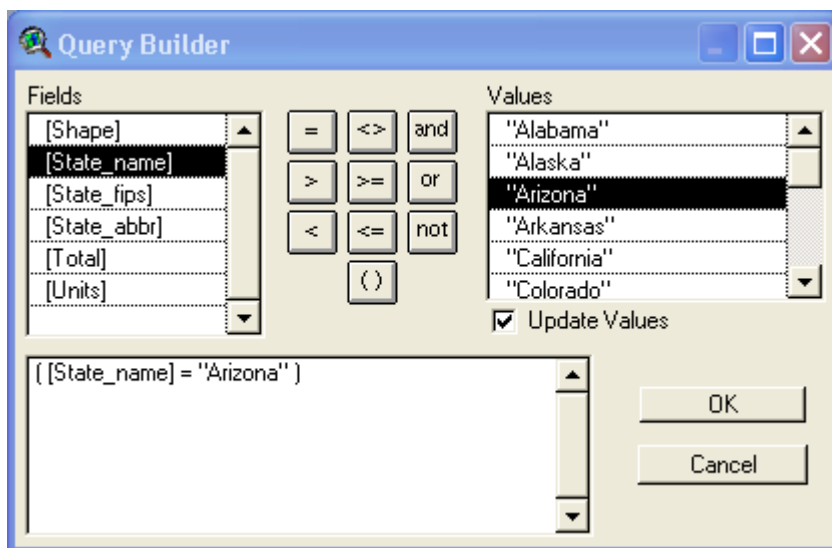 Query Builder
Fields
Values
[Shape]
[State_name]
[State_fips]
[State_abbr]
[Total]
[Units]
= <> and
> >= or
< <= not
( )
"Alabama"
"Alaska"
"Arizona"
"Arkansas"
"California"
"Colorado"
Update Values
( [State_name] = "Arizona" )
OK
Cancel